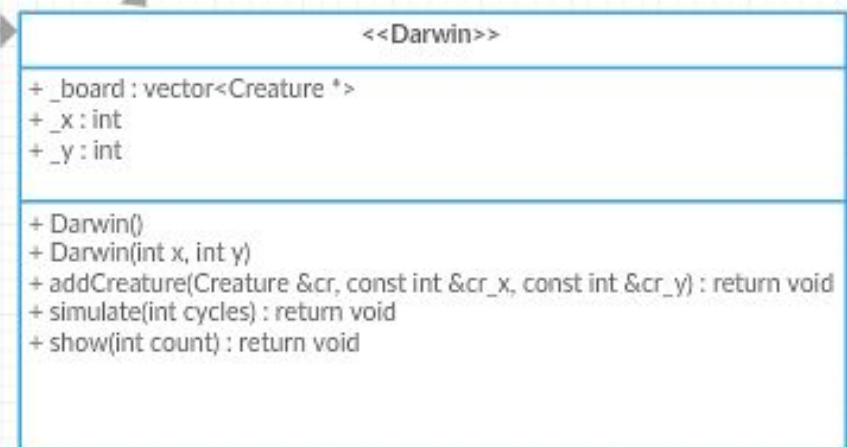 <<Darwin>>
+ _board : vector<Creature *>
+ _x : int
+ _y : int
+ Darwin()
+ Darwin(int x, int y)
+ addCreature(Creature &cr, const int &cr_x, const int &cr_y) : return void
+ simulate(int cycles) : return void
+ show(int count) : return void